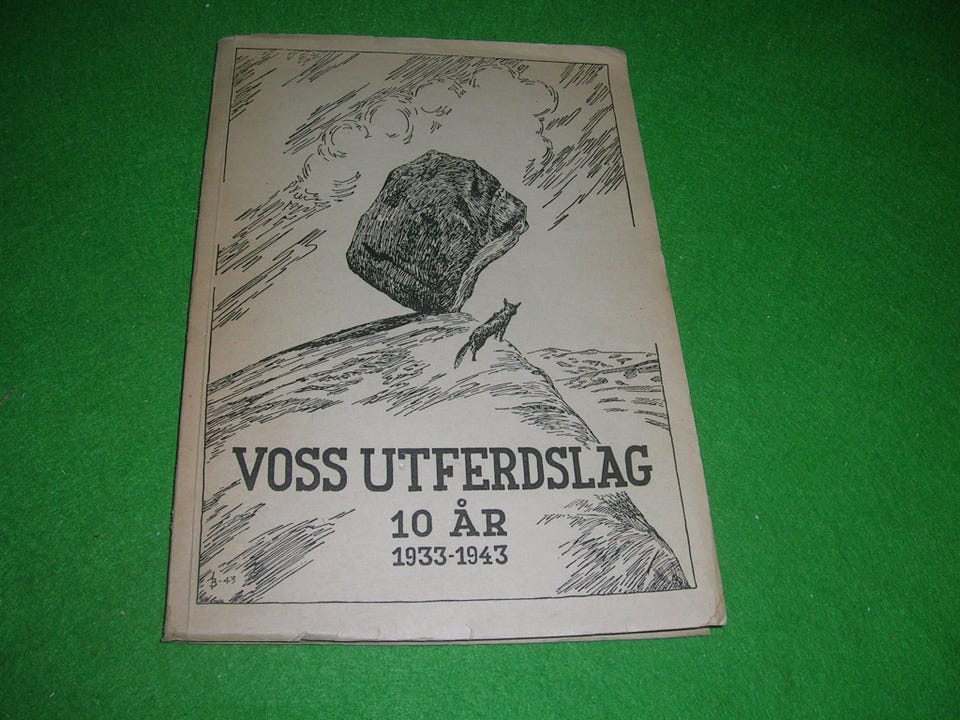 VOSS UTFERDSLAG
10 ÅR
1933-1943
B-43